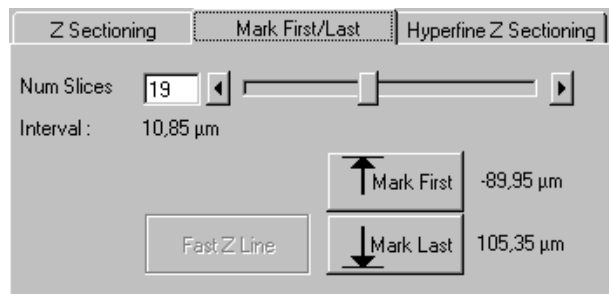 Z Sectioning Mark First/Last Hyperfine Z Sectioning
Num Slices 19
Interval : 10,85 µm
Mark First -89,95 µm
Fast Z Line Mark Last 105,35 µm